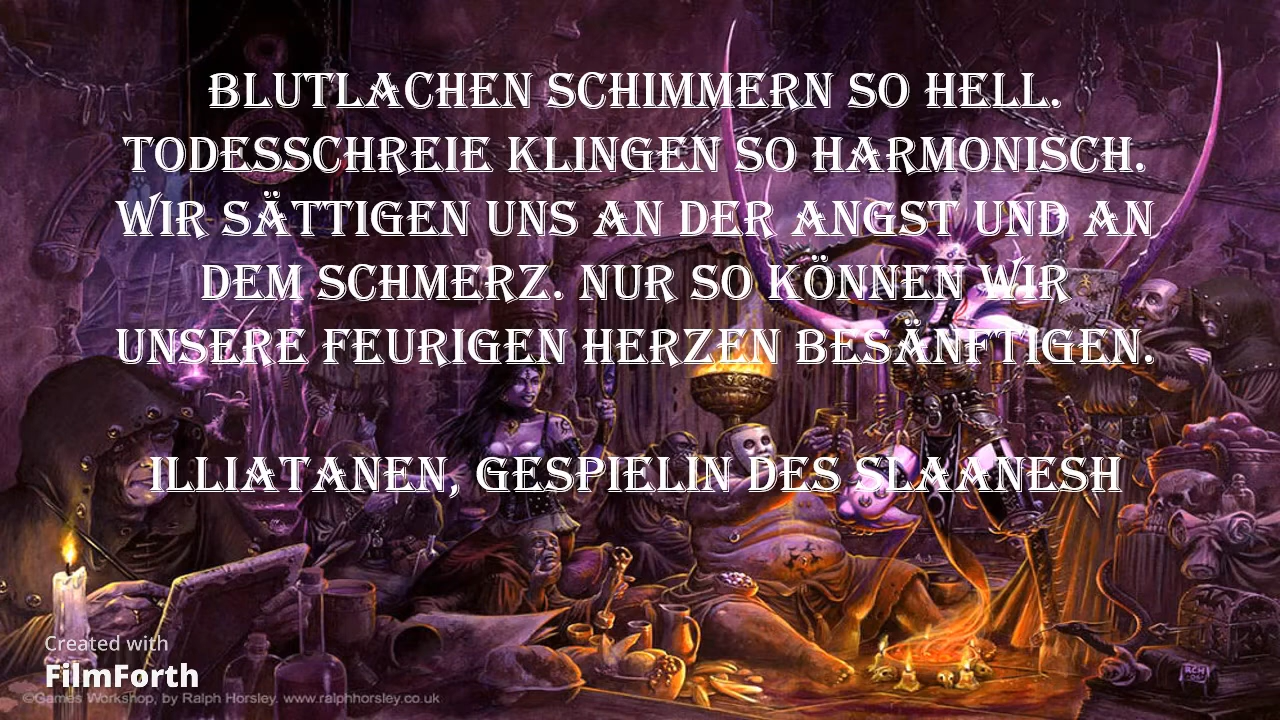 BLUTLACHEN SCHIMMERN SO HELL.
TODESSCHREIE KLINGEN SO HARMONISCH.
WIR SÄTTIGEN UNS AN DER ANGST UND AN
DEM SCHMERZ. NUR SO KÖNNEN WIR
UNSERE FEURIGEN HERZEN BESÄNFTIGEN.
ILLIATANEN, GESPIELIN DES SLAANESH
Created with
FilmForth
©Games Workshop, by Ralph Horsley. www.ralphhorsley.co.uk
RCH